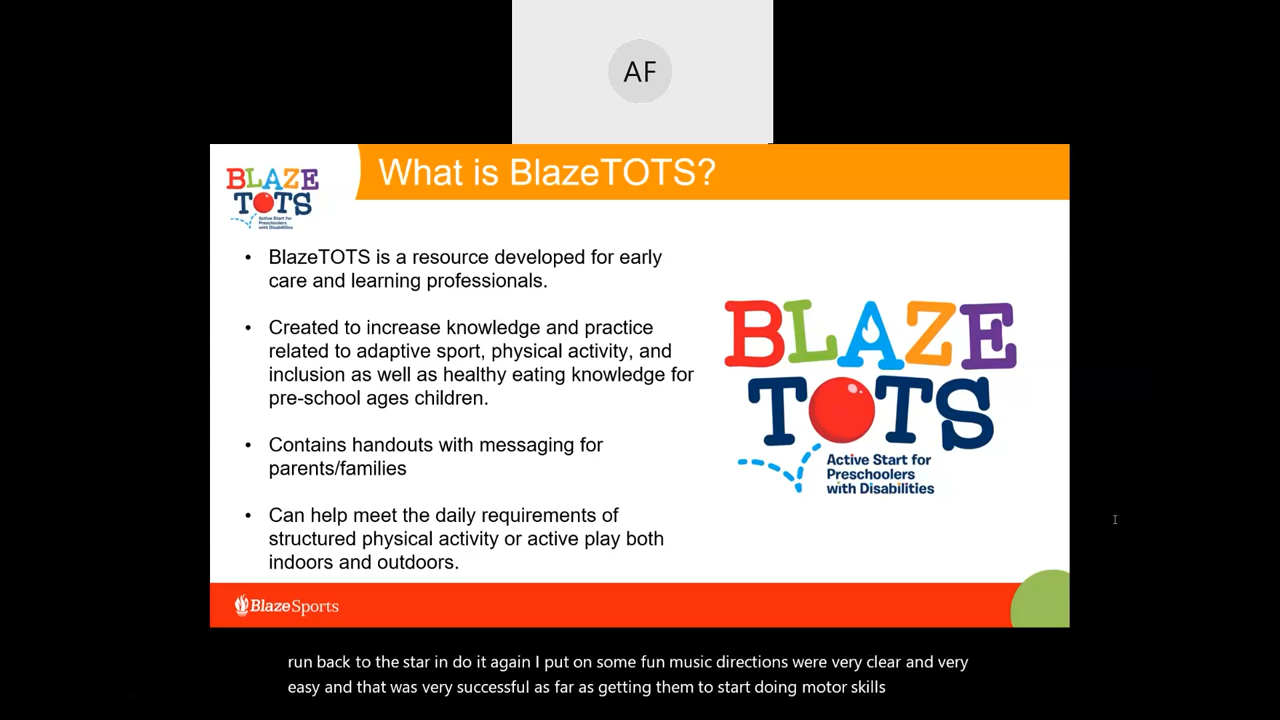 AF
What is BlazeTOTS?
BLAZE
TOTS
Active Start for
Preschoolers
with Disabilities
• BlazeTOTS is a resource developed for early
care and learning professionals.
• Created to increase knowledge and practice
related to adaptive sport, physical activity, and
inclusion as well as healthy eating knowledge for
pre-school ages children.
• Contains handouts with messaging for
parents/families
• Can help meet the daily requirements of
structured physical activity or active play both
indoors and outdoors.
BLAZE
TOTS
Active Start for
Preschoolers
with Disabilities
BlazeSports
run back to the star in do it again I put on some fun music directions were very clear and very
easy and that was very successful as far as getting them to start doing motor skills